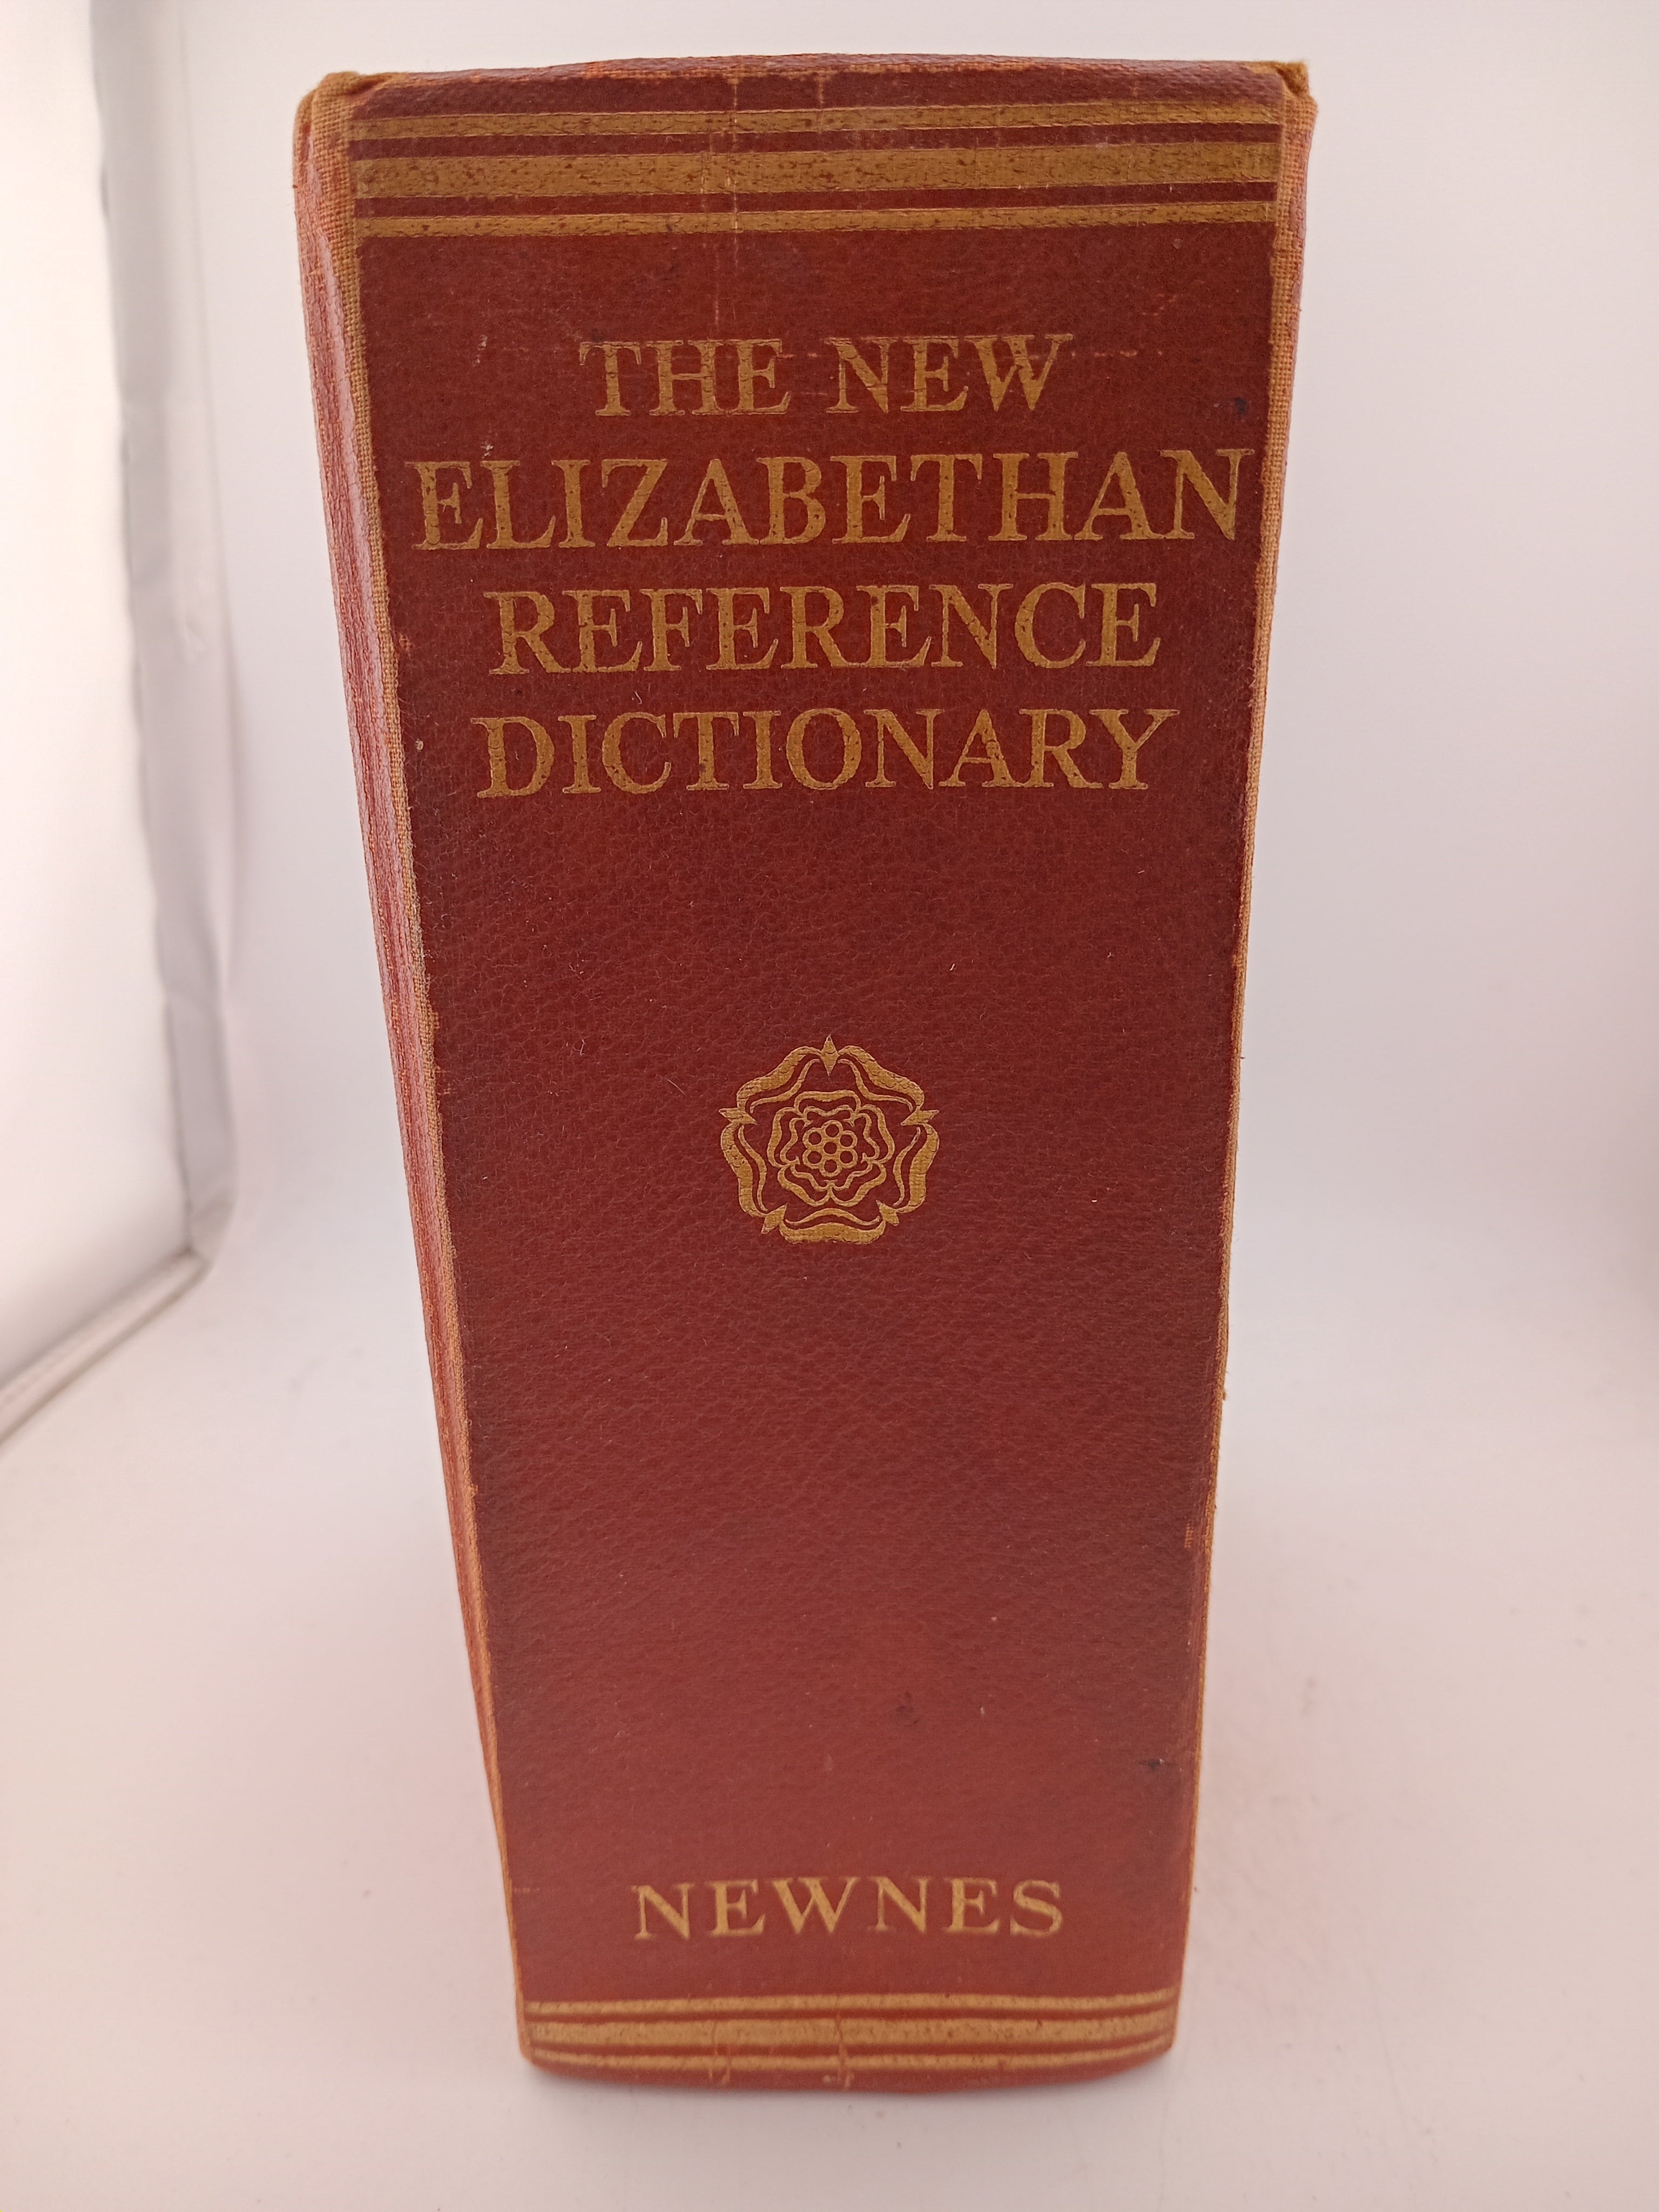 THE NEW
ELIZABETHAN
REFERENCE
DICTIONARY
NEWNES